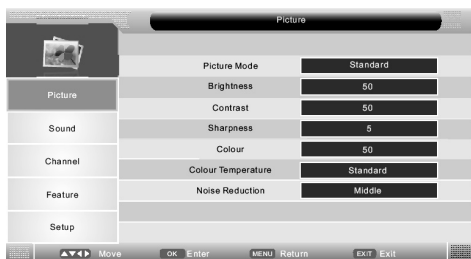 Picture
Picture
Sound
Channel
Feature
Setup
Picture Mode Standard
Brightness 50
Contrast 50
Sharpness 5
Colour 50
Colour Temperature Standard
Noise Reduction Middle
▲▼◀▶ Move OK Enter MENU Return EXIT Exit